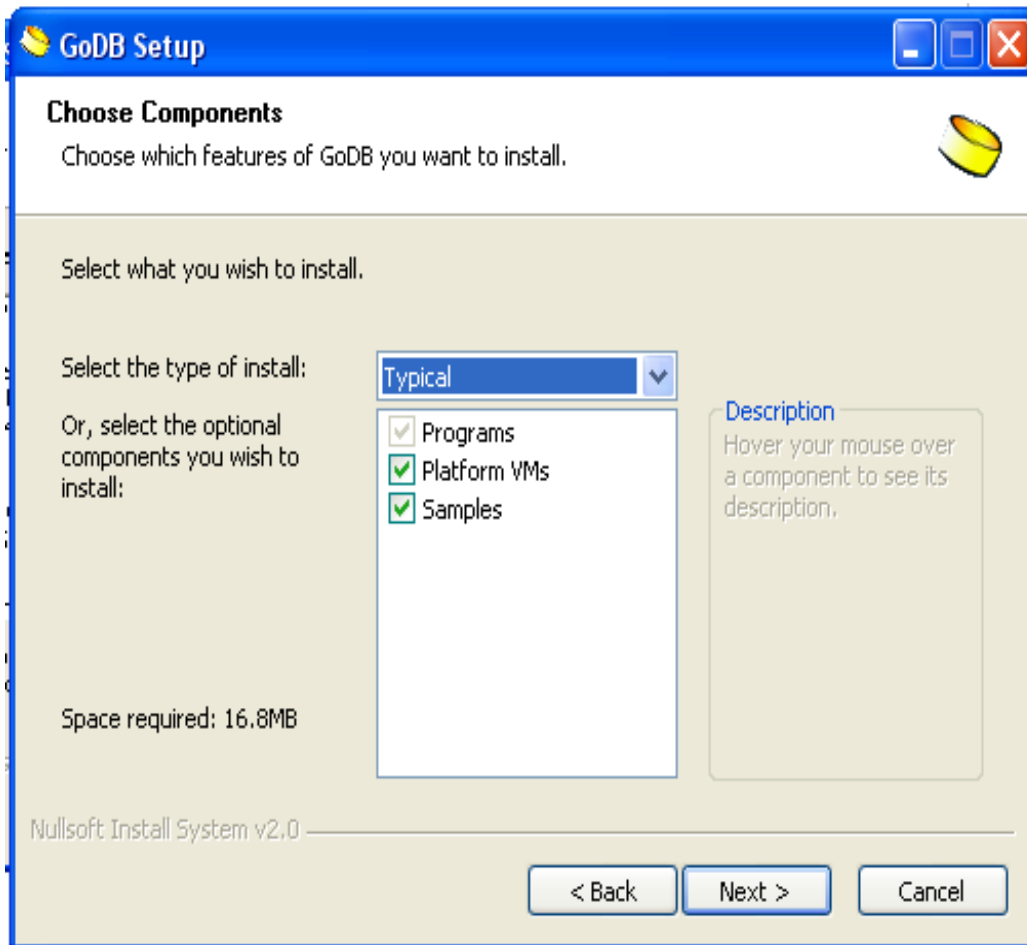 GoDB Setup
Choose Components
Choose which features of GoDB you want to install.
Select what you wish to install.
Select the type of install:
Typical
Or, select the optional
components you wish to
install:
Programs
Platform VMs
Samples
Description
Hover your mouse over
a component to see its
description.
Space required: 16.8MB
Nullsoft Install System v2.0
< Back
Next >
Cancel